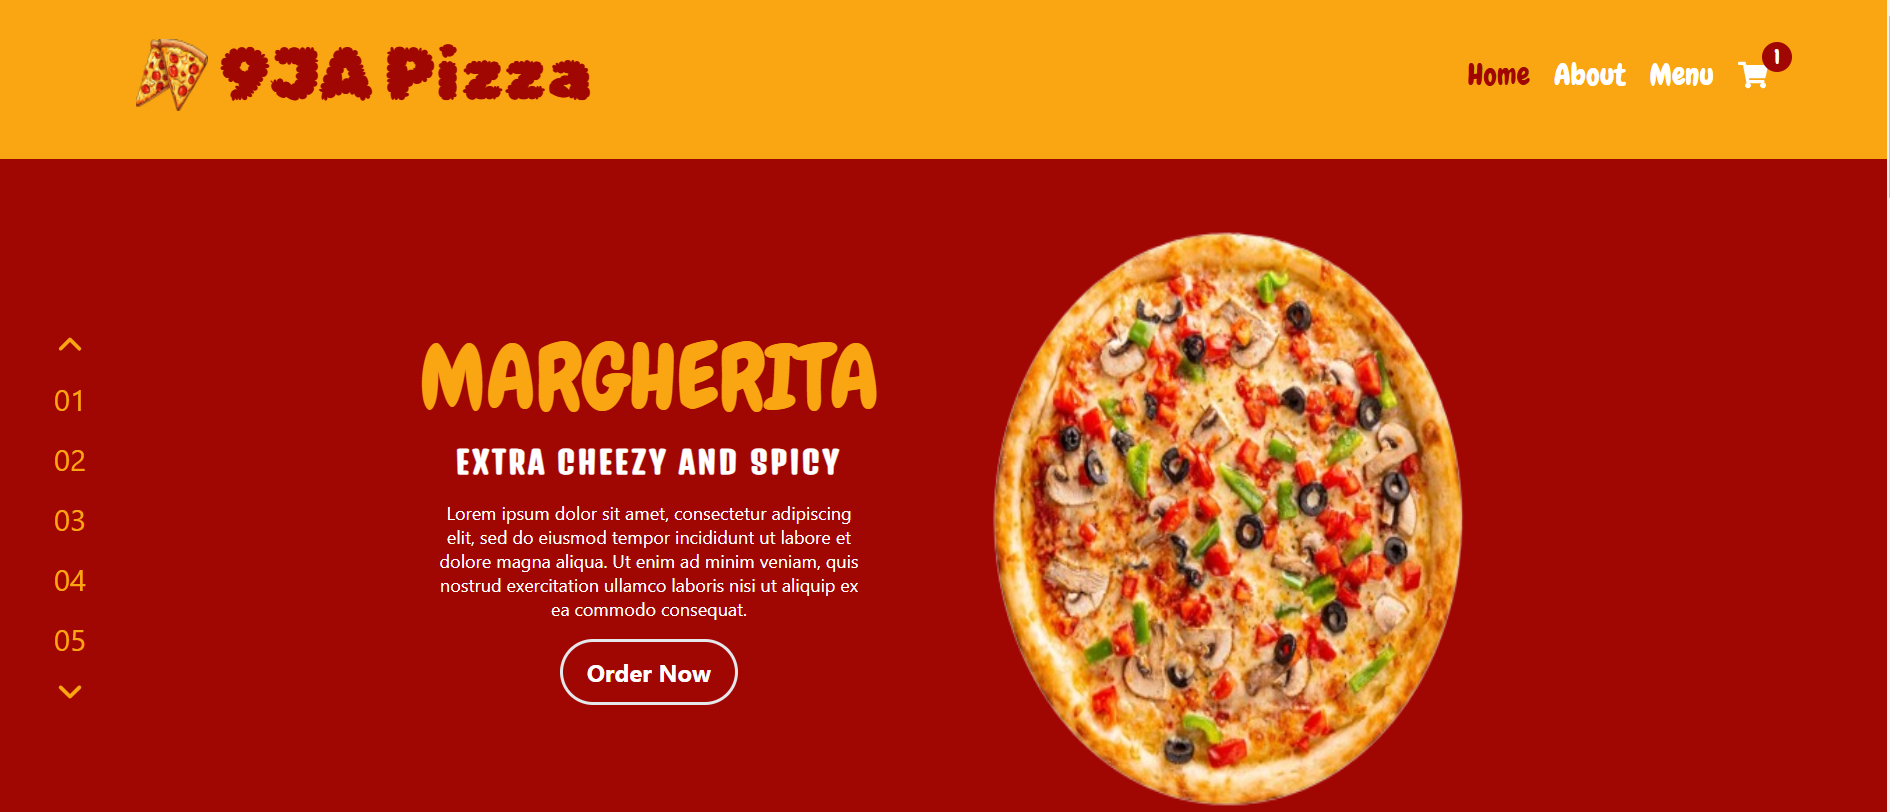 9JA Pizza
Home About Menu 1
MARGHERITA
EXTRA CHEEZY AND SPICY
Lorem ipsum dolor sit amet, consectetur adipiscing
elit, sed do eiusmod tempor incididunt ut labore et
dolore magna aliqua. Ut enim ad minim veniam, quis
nostrud exercitation ullamco laboris nisi ut aliquip ex
ea commodo consequat.
Order Now
01
02
03
04
05